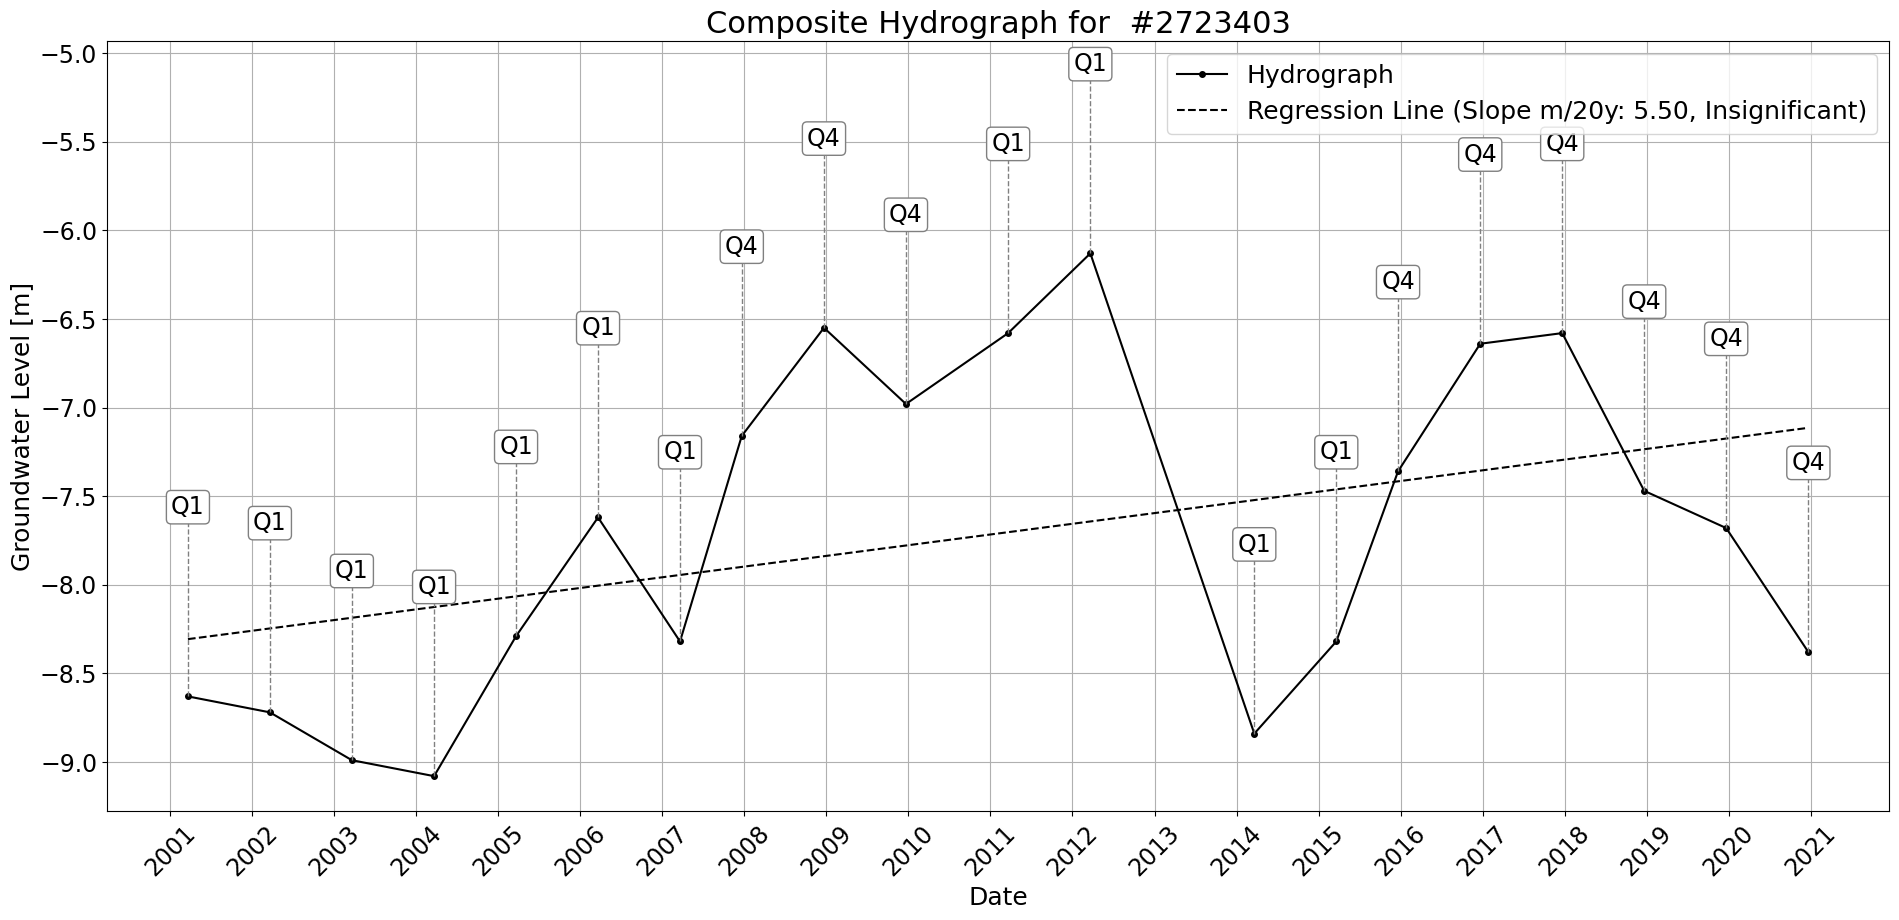 Composite Hydrograph for  #2723403
Hydrograph
Regression Line (Slope m/20y: 5.50, Insignificant)
Groundwater Level [m]
−5.0
−5.5
−6.0
−6.5
−7.0
−7.5
−8.0
−8.5
−9.0
Q1
Q1
Q1
Q1
Q1
Q1
Q1
Q4
Q4
Q4
Q1
Q1
Q1
Q1
Q4
Q4
Q4
Q4
Q4
Q4
2001
2002
2003
2004
2005
2006
2007
2008
2009
2010
2011
2012
2013
2014
2015
2016
2017
2018
2019
2020
2021
Date